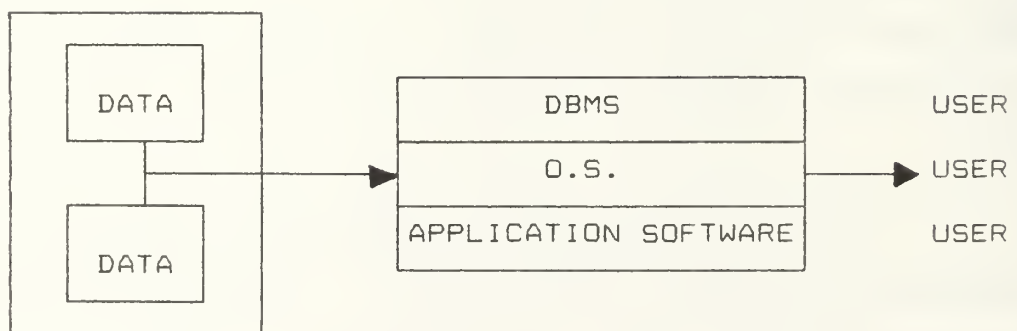 DATA
DATA
DBMS
O.S.
APPLICATION SOFTWARE
USER
USER
USER